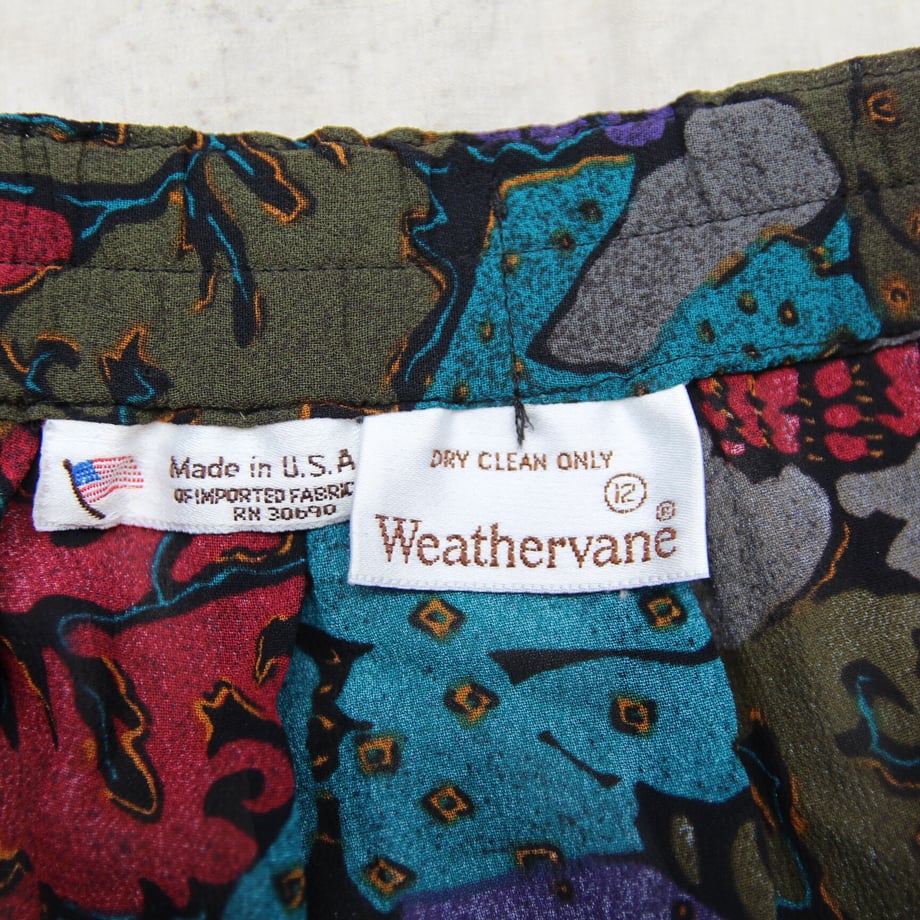 Made in U.S.A
OF IMPORTED FABRIC
RN 30690
DRY CLEAN ONLY
12
Weathervane®